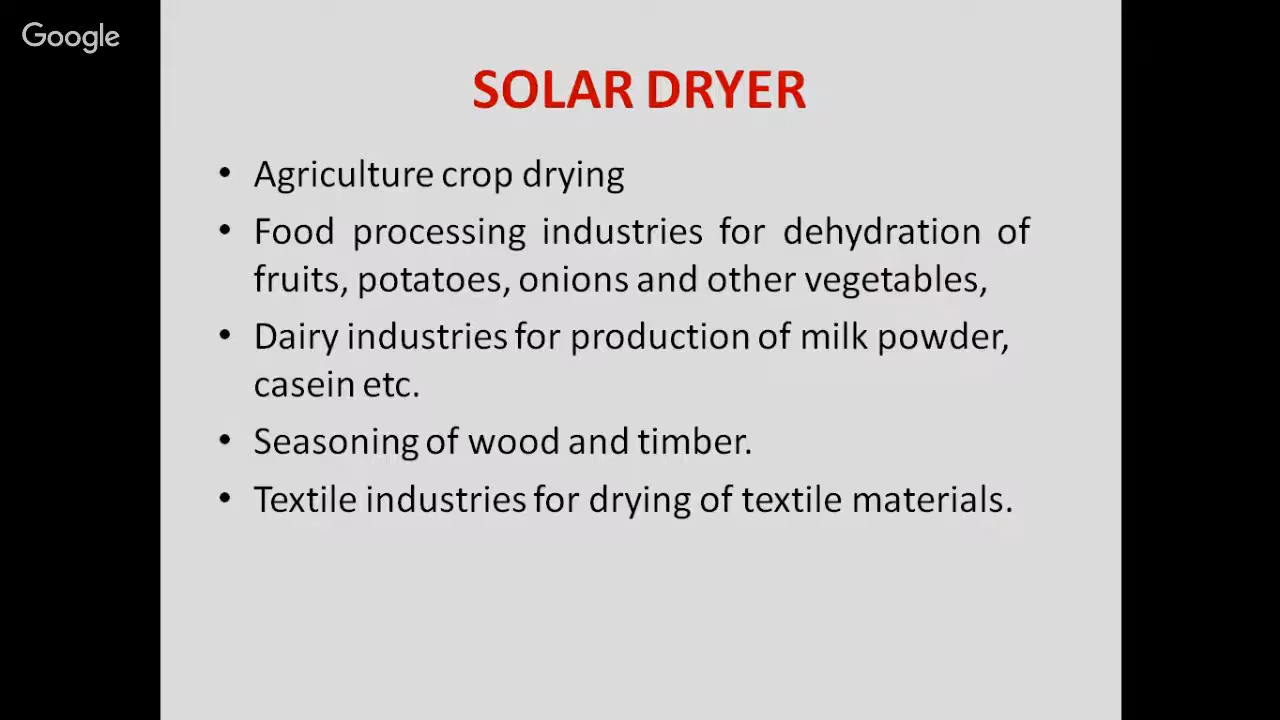 Google
SOLAR DRYER
• Agriculture crop drying
• Food processing industries for dehydration of
fruits, potatoes, onions and other vegetables,
• Dairy industries for production of milk powder,
casein etc.
• Seasoning of wood and timber.
• Textile industries for drying of textile materials.